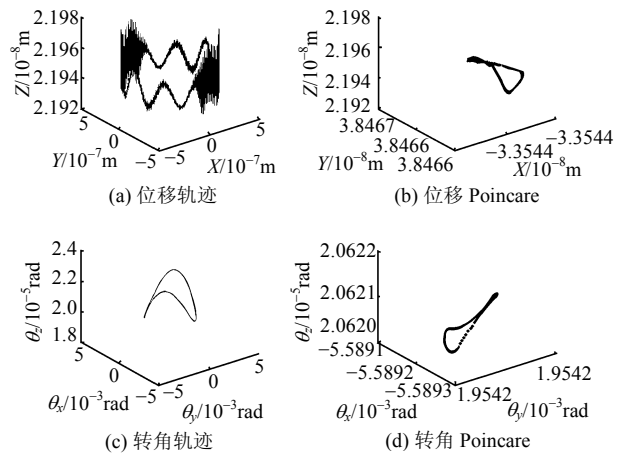 2.198
2.196
2.194
2.192
Z/10⁻⁸m
5
0
−5
Y/10⁻⁷m
−5
0
5
X/10⁻⁷m
(a) 位移轨迹
2.198
2.196
2.194
2.192
Z/10⁻⁸m
3.8467
3.8466
3.8466
Y/10⁻⁸m
−3.3544
−3.3544
X/10⁻⁸m
(b) 位移 Poincare
2.4
2.2
2.0
1.8
θz/10⁻⁵rad
5
0
−5
θx/10⁻³rad
−5
0
5
θy/10⁻³rad
(c) 转角轨迹
2.0622
2.0621
2.0620
θz/10⁻⁵rad
−5.5891
−5.5892
−5.5893
θx/10⁻³rad
1.9542
1.9542
θy/10⁻³rad
(d) 转角 Poincare